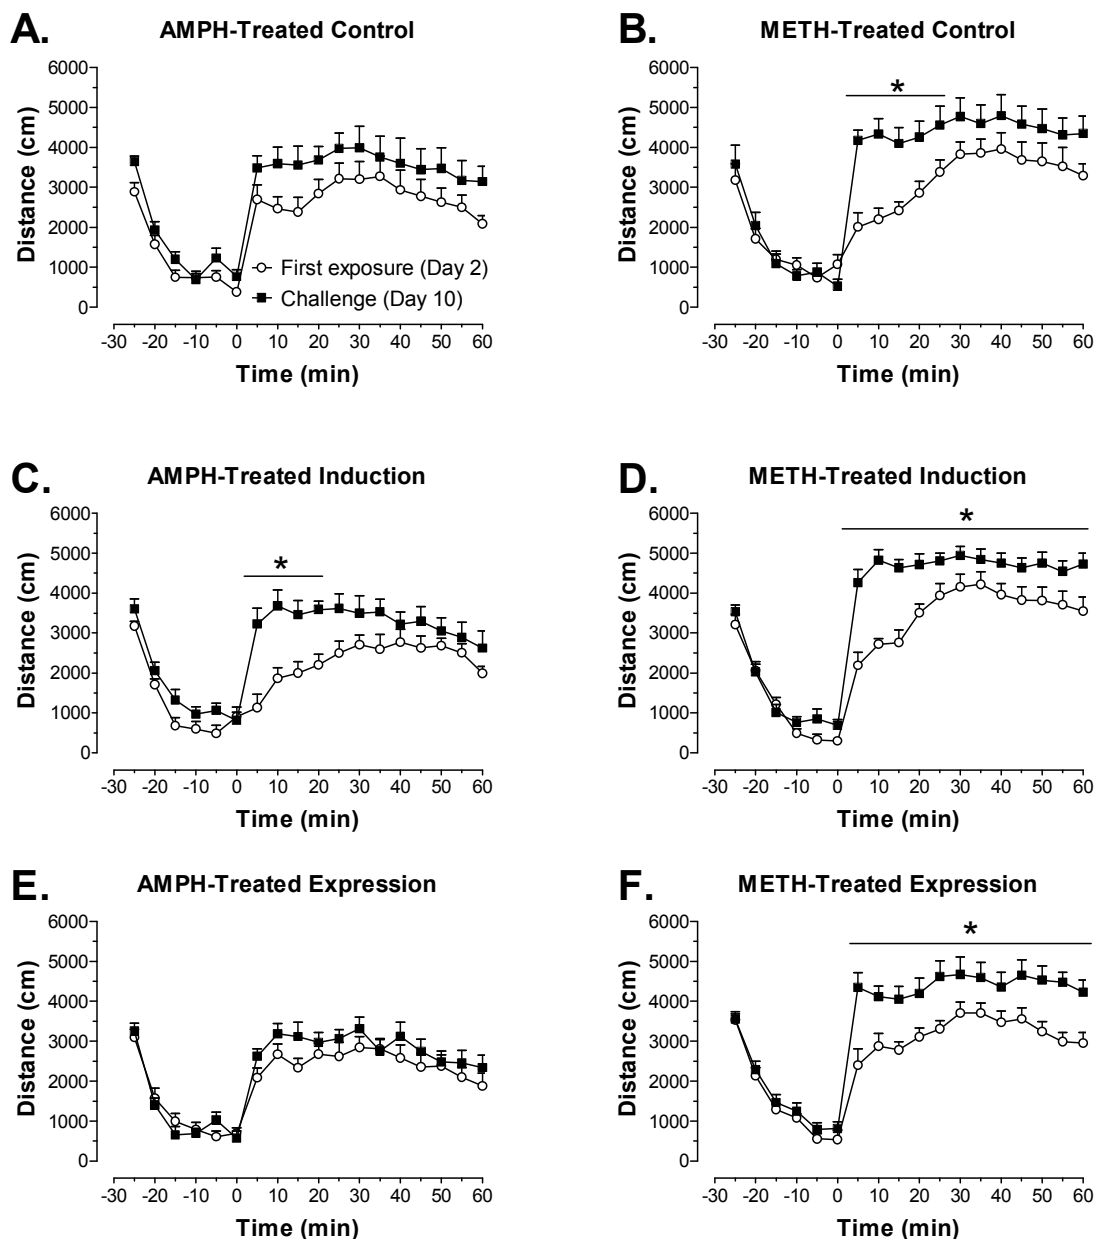 A.
AMPH-Treated Control
6000
5000
4000
3000
2000
1000
0
Distance (cm)
First exposure (Day 2)
Challenge (Day 10)
-30 -20 -10 0 10 20 30 40 50 60
Time (min)
B.
METH-Treated Control
*
6000
5000
4000
3000
2000
1000
0
Distance (cm)
-30 -20 -10 0 10 20 30 40 50 60
Time (min)
C.
AMPH-Treated Induction
*
6000
5000
4000
3000
2000
1000
0
Distance (cm)
-30 -20 -10 0 10 20 30 40 50 60
Time (min)
D.
METH-Treated Induction
*
6000
5000
4000
3000
2000
1000
0
Distance (cm)
-30 -20 -10 0 10 20 30 40 50 60
Time (min)
E.
AMPH-Treated Expression
6000
5000
4000
3000
2000
1000
0
Distance (cm)
-30 -20 -10 0 10 20 30 40 50 60
Time (min)
F.
METH-Treated Expression
*
6000
5000
4000
3000
2000
1000
0
Distance (cm)
-30 -20 -10 0 10 20 30 40 50 60
Time (min)